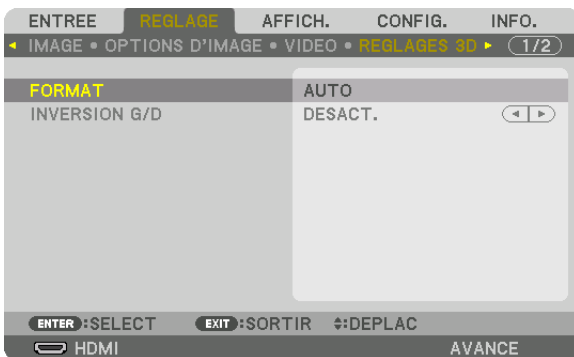 ENTREE REGLAGE AFFICH. CONFIG. INFO.
IMAGE • OPTIONS D'IMAGE • VIDEO • REGLAGES 3D 1/2
FORMAT AUTO
INVERSION G/D DESACT.
ENTER :SELECT EXIT :SORTIR :DEPLAC
HDMI AVANCE